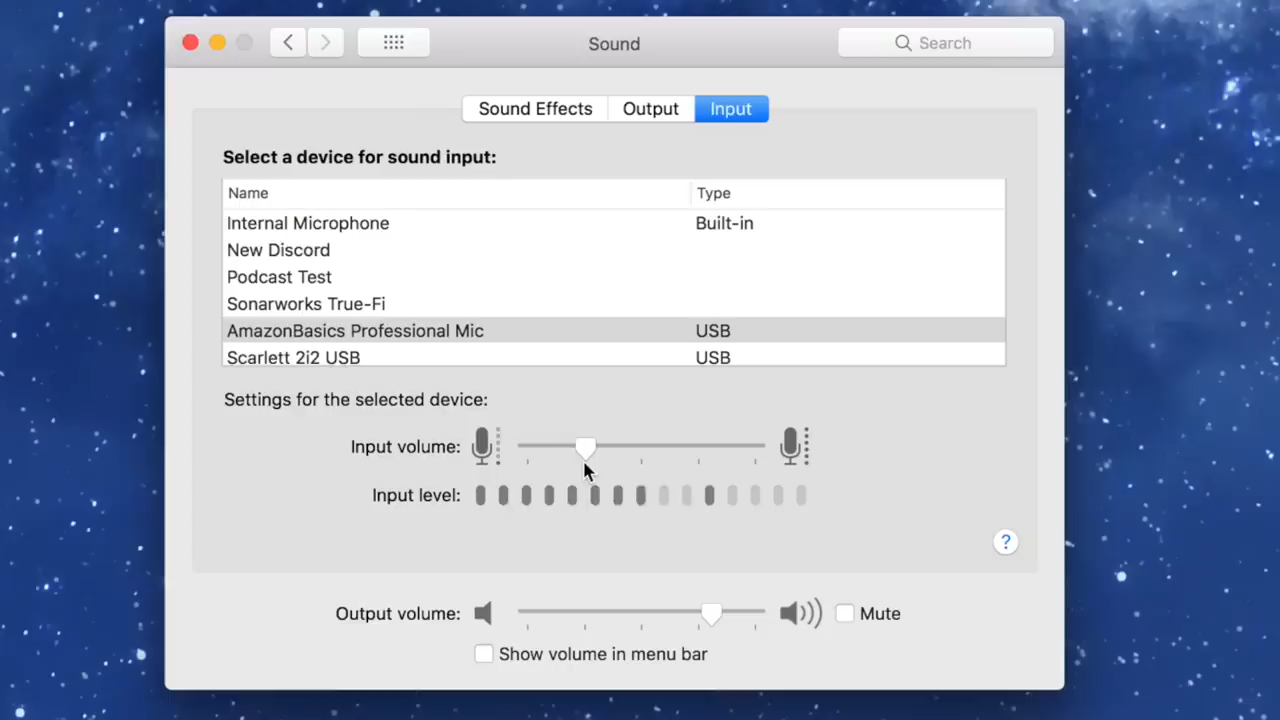 Sound
Search
Sound Effects Output Input
Select a device for sound input:
Name Type
Internal Microphone Built-in
New Discord
Podcast Test
Sonarworks True-Fi
AmazonBasics Professional Mic USB
Scarlett 2i2 USB USB
Settings for the selected device:
Input volume:
Input level:
?
Output volume: Mute
Show volume in menu bar